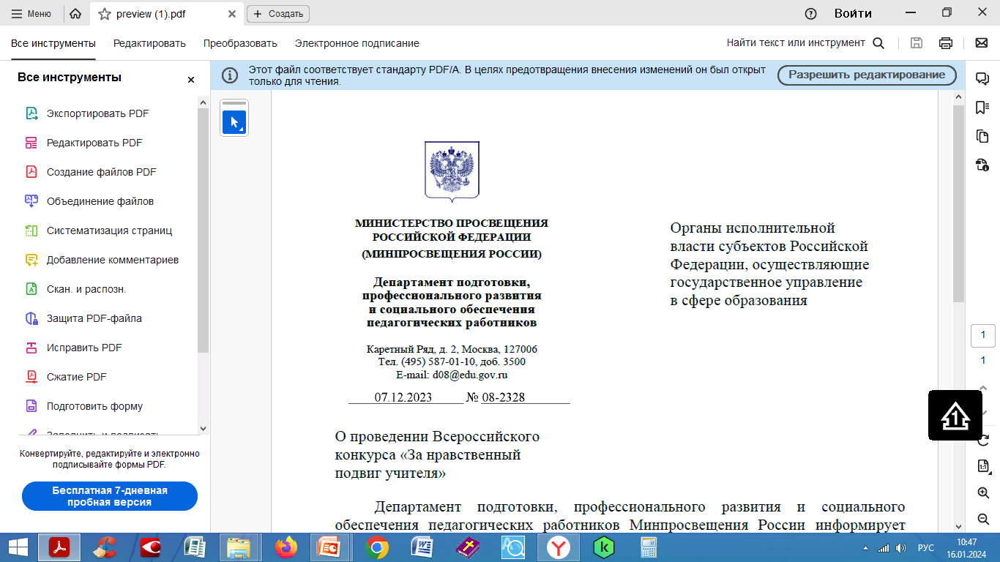 Меню
preview (1).pdf
Создать
Войти
Все инструменты
Редактировать
Преобразовать
Электронное подписание
Найти текст или инструмент
Все инструменты
Экспортировать PDF
Редактировать PDF
Создание файлов PDF
Объединение файлов
Систематизация страниц
Добавление комментариев
Скан. и распозн.
Защита PDF-файла
Исправить PDF
Сжатие PDF
Подготовить форму
Заполнить и подписать
Конвертируйте, редактируйте и электронно
подписывайте формы PDF.
Бесплатная 7-дневная
пробная версия
Этот файл соответствует стандарту PDF/A. В целях предотвращения внесения изменений он был открыт
только для чтения.
Разрешить редактирование
МИНИСТЕРСТВО ПРОСВЕЩЕНИЯ
РОССИЙСКОЙ ФЕДЕРАЦИИ
(МИНПРОСВЕЩЕНИЯ РОССИИ)
Департамент подготовки,
профессионального развития
и социального обеспечения
педагогических работников
Каретный Ряд, д. 2, Москва, 127006
Тел. (495) 587-01-10, доб. 3500
E-mail: d08@edu.gov.ru
07.12.2023 № 08-2328
Органы исполнительной
власти субъектов Российской
Федерации, осуществляющие
государственное управление
в сфере образования
О проведении Всероссийского
конкурса «За нравственный
подвиг учителя»
Департамент подготовки, профессионального развития и социального
обеспечения педагогических работников Минпросвещения России информирует
1
1
1
1:1
РУС
10:47
16.01.2024